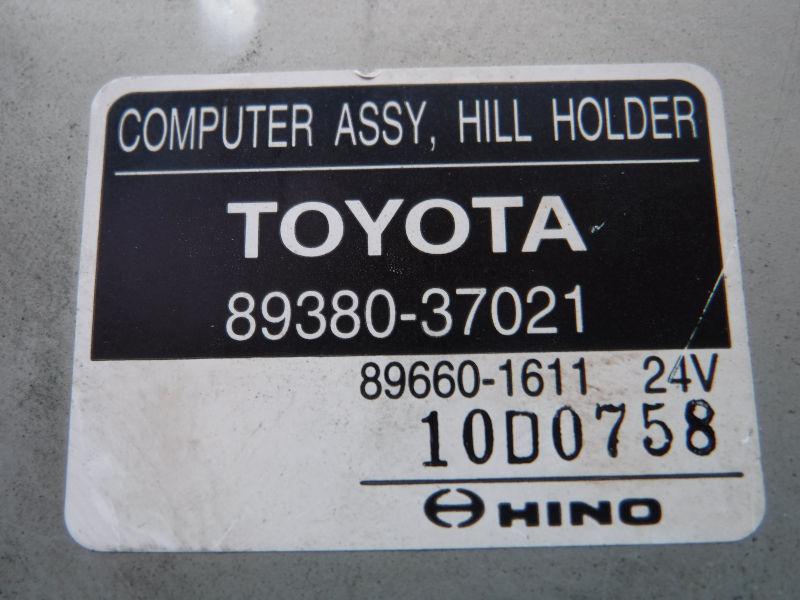 COMPUTER ASSY, HILL HOLDER
TOYOTA
89380-37021
89660-1611 24V
10D0758
HINO